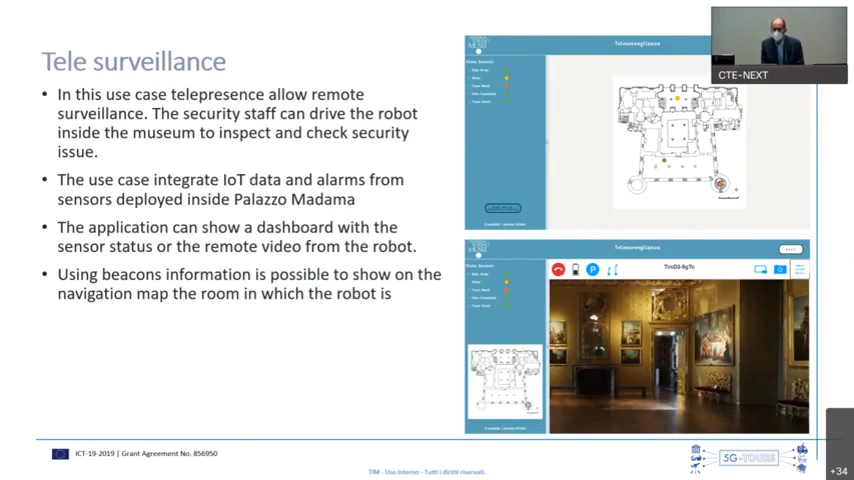 Tele surveillance
• In this use case telepresence allow remote
surveillance. The security staff can drive the robot
inside the museum to inspect and check security
issue.
• The use case integrate IoT data and alarms from
sensors deployed inside Palazzo Madama
• The application can show a dashboard with the
sensor status or the remote video from the robot.
• Using beacons information is possible to show on the
navigation map the room in which the robot is
Telesorveglianza
CTE-NEXT
Telesorveglianza
P
ICT-19-2019 | Grant Agreement No. 856950
TIM - Uso Interno - Tutti i diritti riservati.
5G-TOURS
+34